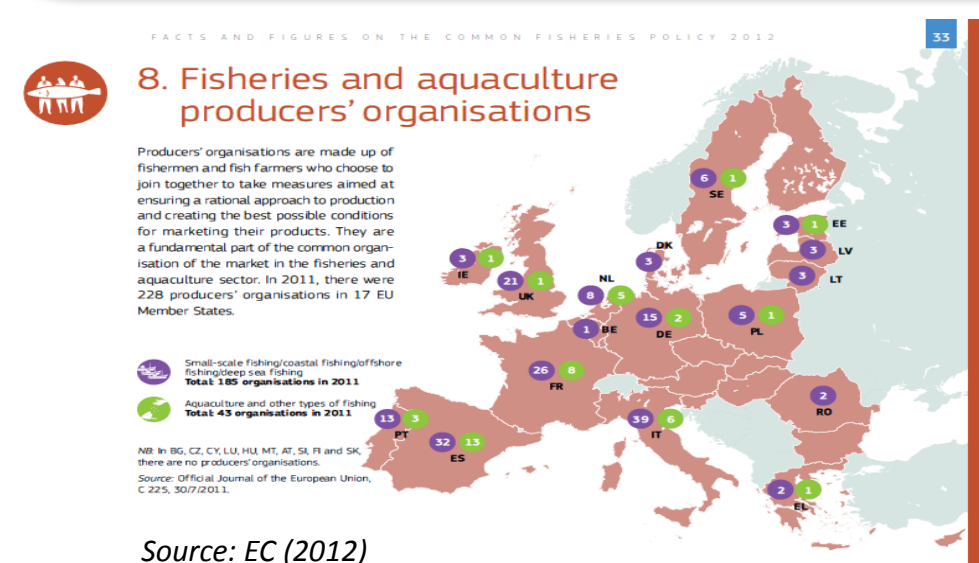 FACTS AND FIGURES ON THE COMMON FISHERIES POLICY 2012
33
8. Fisheries and aquaculture
producers' organisations
Producers' organisations are made up of
fishermen and fish farmers who choose to
join together to take measures aimed at
ensuring a rational approach to production
and creating the best possible conditions
for marketing their products. They are
a fundamental part of the common organ-
isation of the market in the fisheries and
aquaculture sector. In 2011, there were
228 producers' organisations in 17 EU
Member States.
Small-scale fishing/coastal fishing/offshore
fishing/deep sea fishing
Total: 185 organisations in 2011
Aquaculture and other types of fishing
Total: 43 organisations in 2011
NB: In BG, CZ, CY, LU, HU, MT, AT, SI, FI and SK,
there are no producers' organisations.
Source: Official Journal of the European Union,
C 225, 30/7/2011.
6 1
SE
3 1 EE
3 LV
3 LT
DK
3
3 1
IE
21 1
UK
NL
8 5
1 BE
15 2
DE
5 1
PL
26 8
FR
2
RO
13 3
PT
32 13
ES
39 6
IT
2 1
EL
Source: EC (2012)